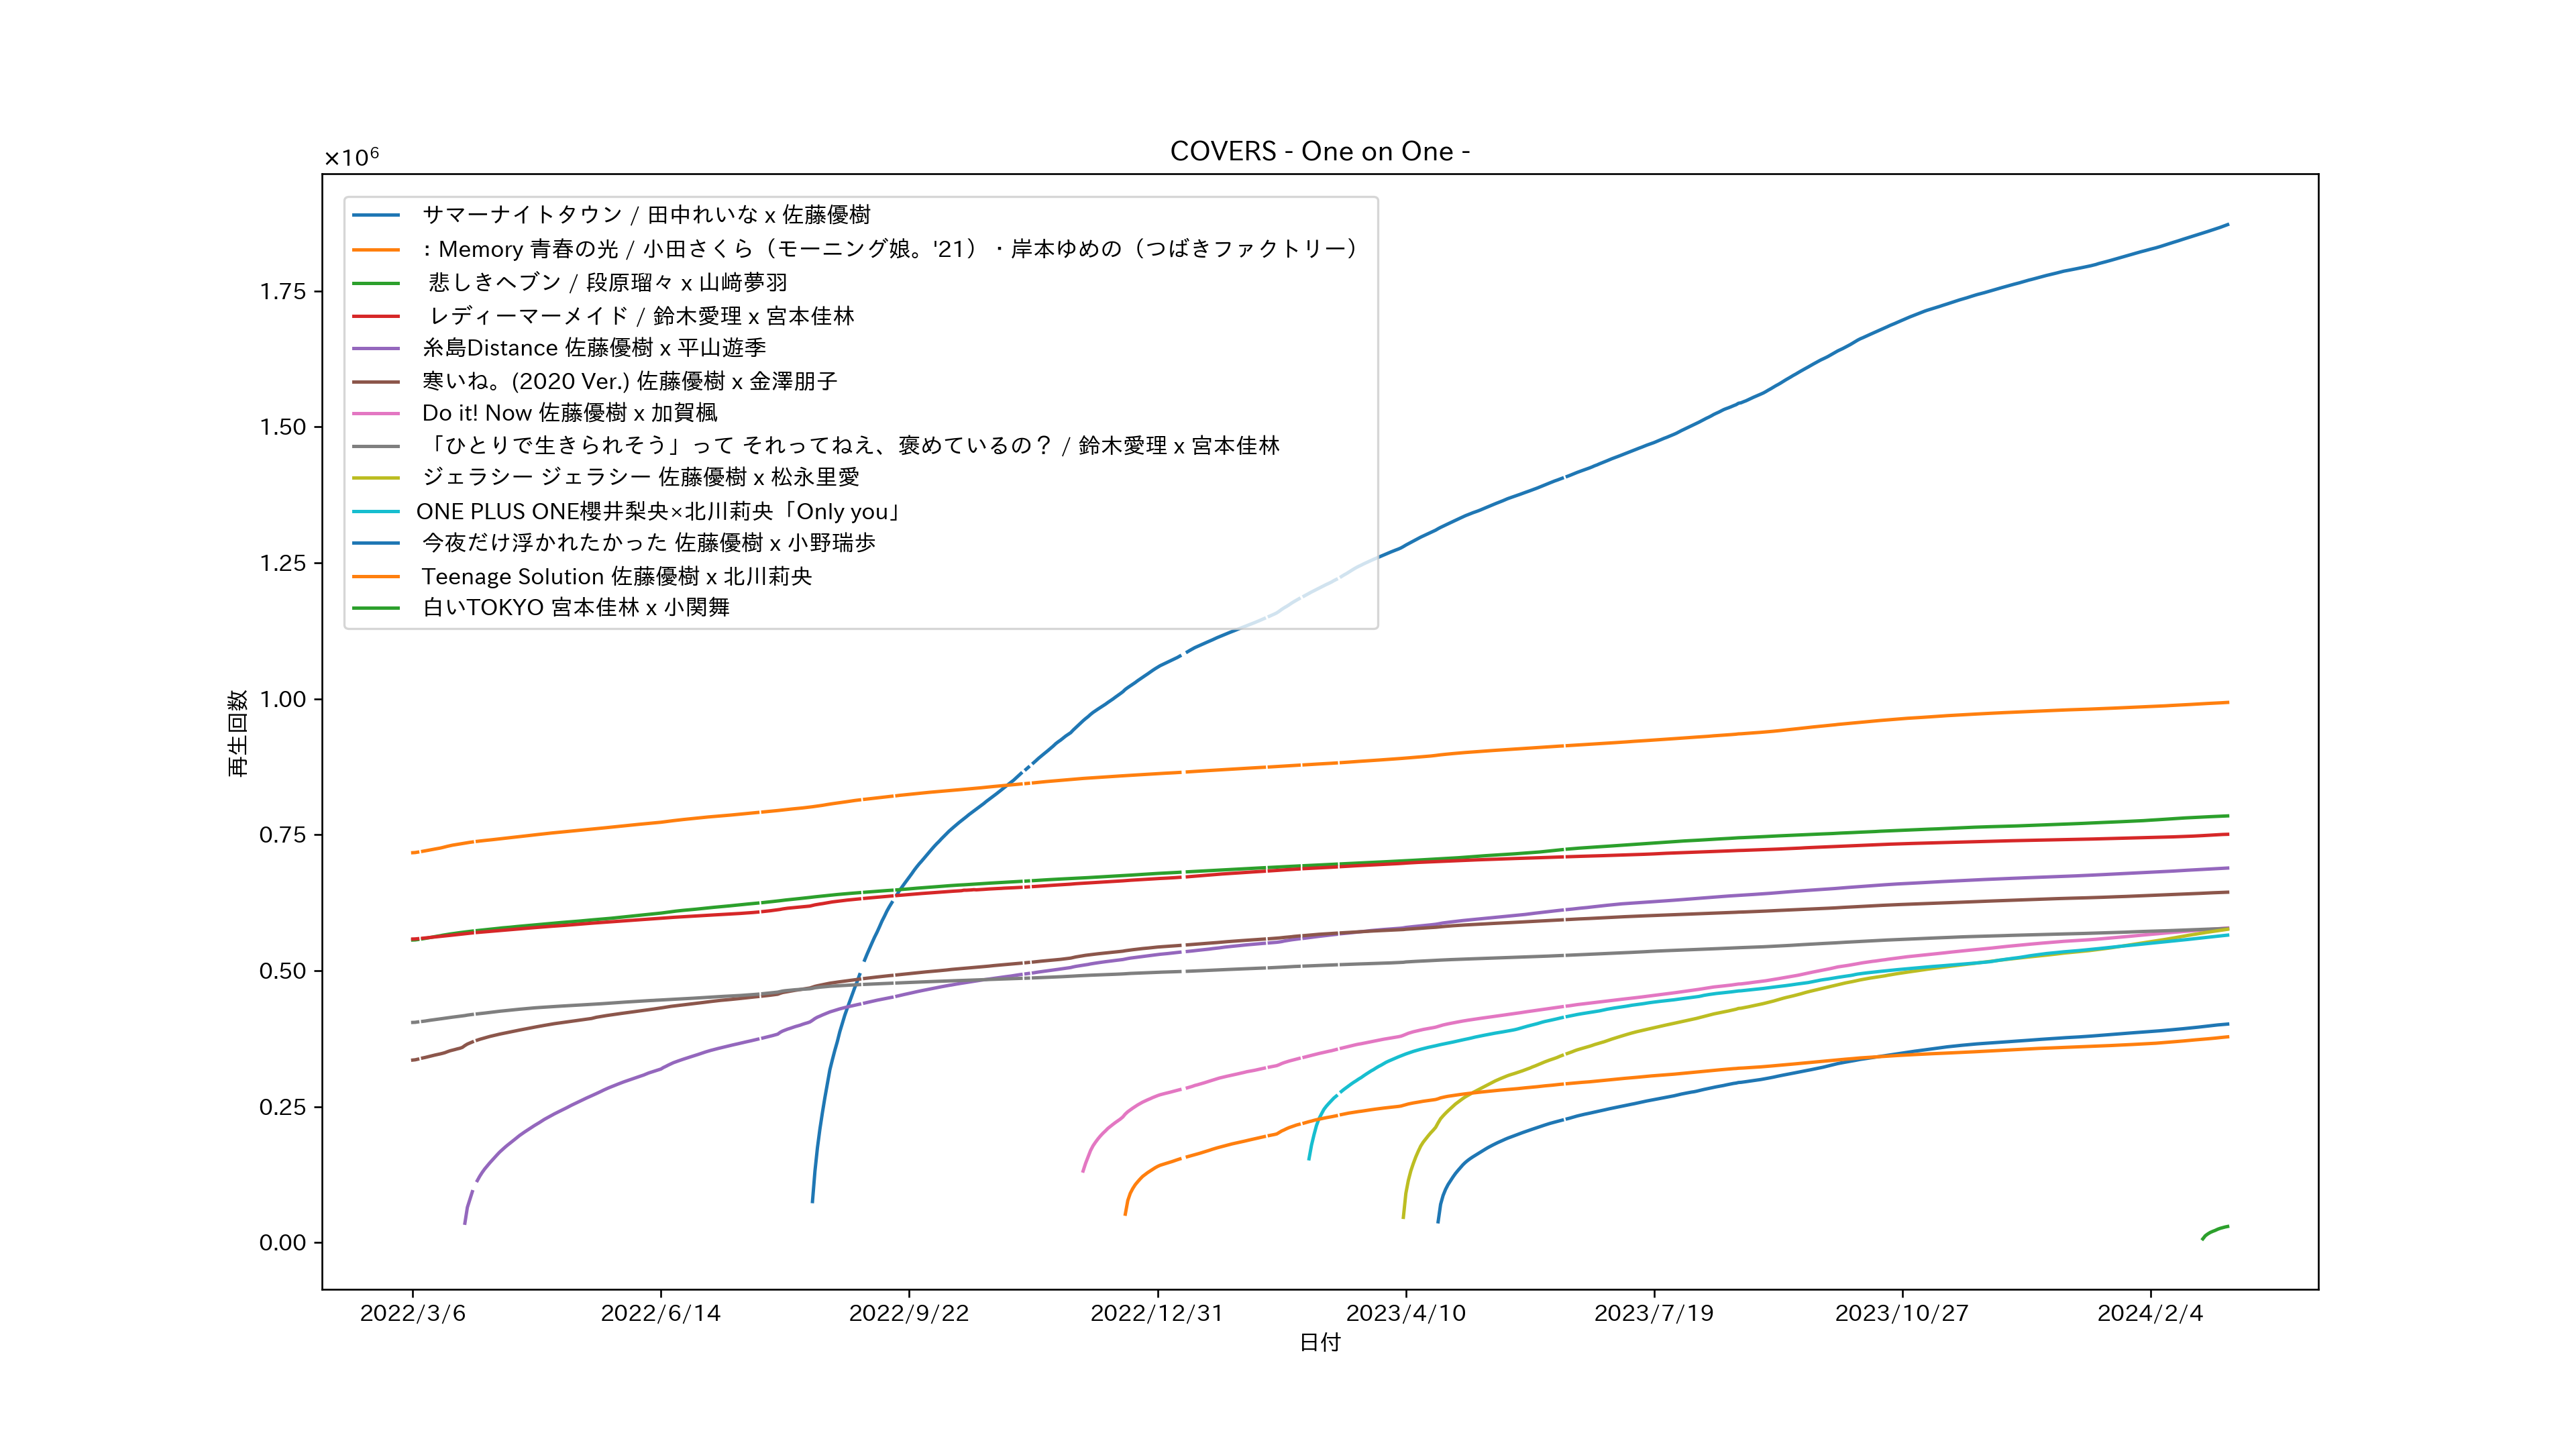 COVERS - One on One -
×10⁶
サマーナイトタウン / 田中れいな x 佐藤優樹
: Memory 青春の光 / 小田さくら（モーニング娘。'21）・岸本ゆめの（つばきファクトリー）
悲しきヘブン / 段原瑠々 x 山﨑夢羽
レディーマーメイド / 鈴木愛理 x 宮本佳林
糸島Distance 佐藤優樹 x 平山遊季
寒いね。(2020 Ver.) 佐藤優樹 x 金澤朋子
Do it! Now 佐藤優樹 x 加賀楓
「ひとりで生きられそう」って それってねえ、褒めているの？ / 鈴木愛理 x 宮本佳林
ジェラシー ジェラシー 佐藤優樹 x 松永里愛
ONE PLUS ONE櫻井梨央×北川莉央「Only you」
今夜だけ浮かれたかった 佐藤優樹 x 小野瑞歩
Teenage Solution 佐藤優樹 x 北川莉央
白いTOKYO 宮本佳林 x 小関舞
1.75
1.50
1.25
1.00
0.75
0.50
0.25
0.00
再生回数
2022/3/6 2022/6/14 2022/9/22 2022/12/31 2023/4/10 2023/7/19 2023/10/27 2024/2/4
日付